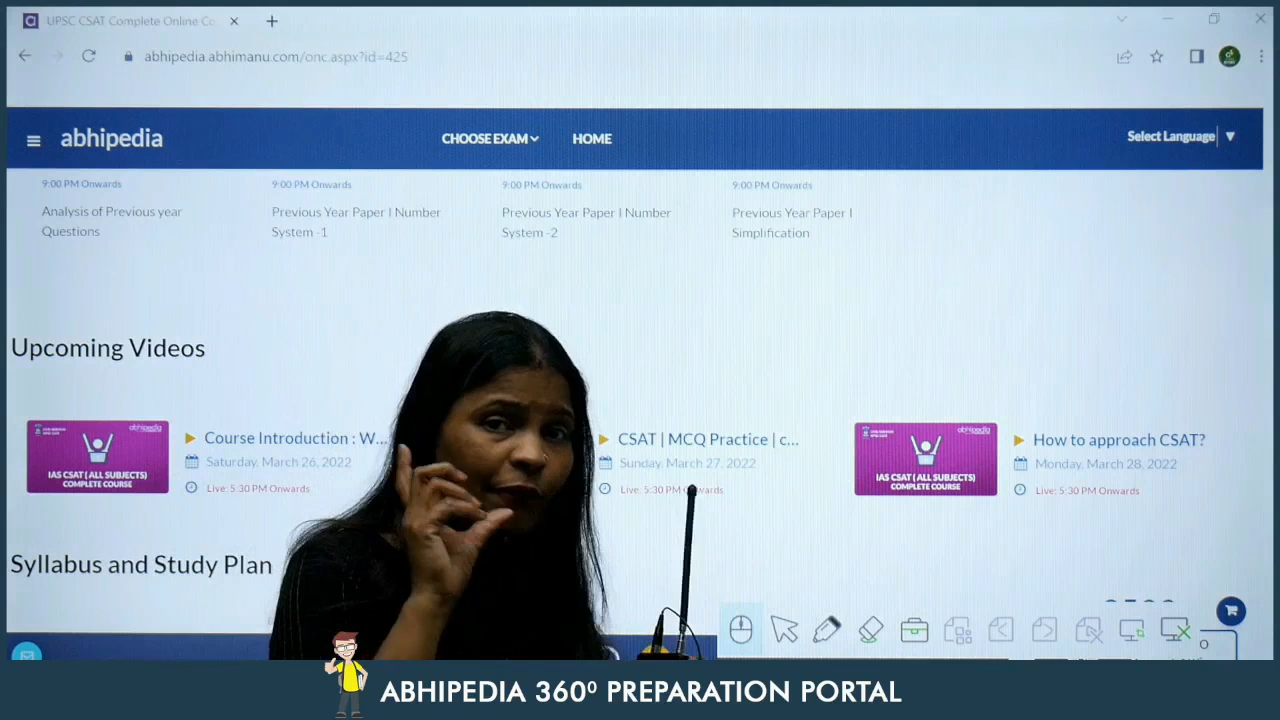 UPSC CSAT Complete Online Co
abhipedia.abhimanu.com/onc.aspx?id=425
abhipedia
CHOOSE EXAM
HOME
Select Language
9:00 PM Onwards
9:00 PM Onwards
9:00 PM Onwards
9:00 PM Onwards
Analysis of Previous year
Questions
Previous Year Paper I Number
System -1
Previous Year Paper I Number
System -2
Previous Year Paper I
Simplification
Upcoming Videos
abhipedia
IAS CSAT ( ALL SUBJECTS)
COMPLETE COURSE
Course Introduction : W...
Saturday, March 26, 2022
Live: 5:30 PM Onwards
CSAT | MCQ Practice | c...
Sunday, March 27, 2022
Live: 5:30 PM Onwards
abhipedia
IAS CSAT ( ALL SUBJECTS)
COMPLETE COURSE
How to approach CSAT?
Monday, March 28, 2022
Live: 5:30 PM Onwards
Syllabus and Study Plan
ABHIPEDIA 360⁰ PREPARATION PORTAL